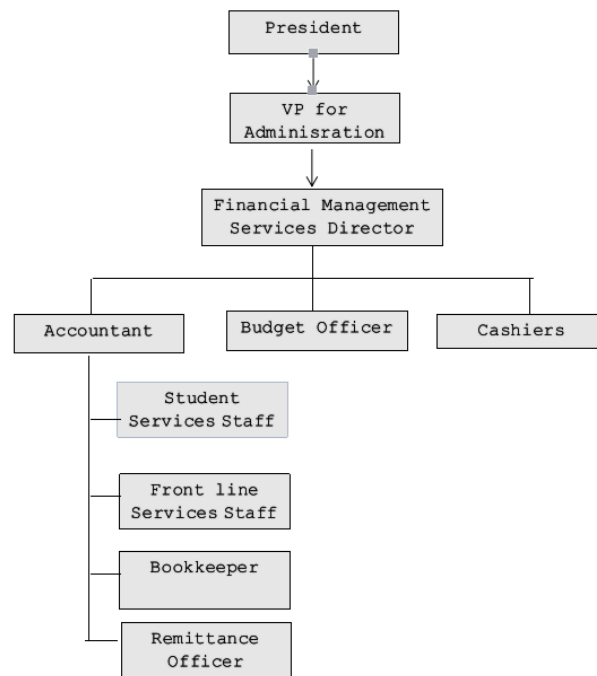 President
VP for
Adminisration
Financial Management
Services Director
Accountant
Budget Officer
Cashiers
Student
Services Staff
Front line
Services Staff
Bookkeeper
Remittance
Officer